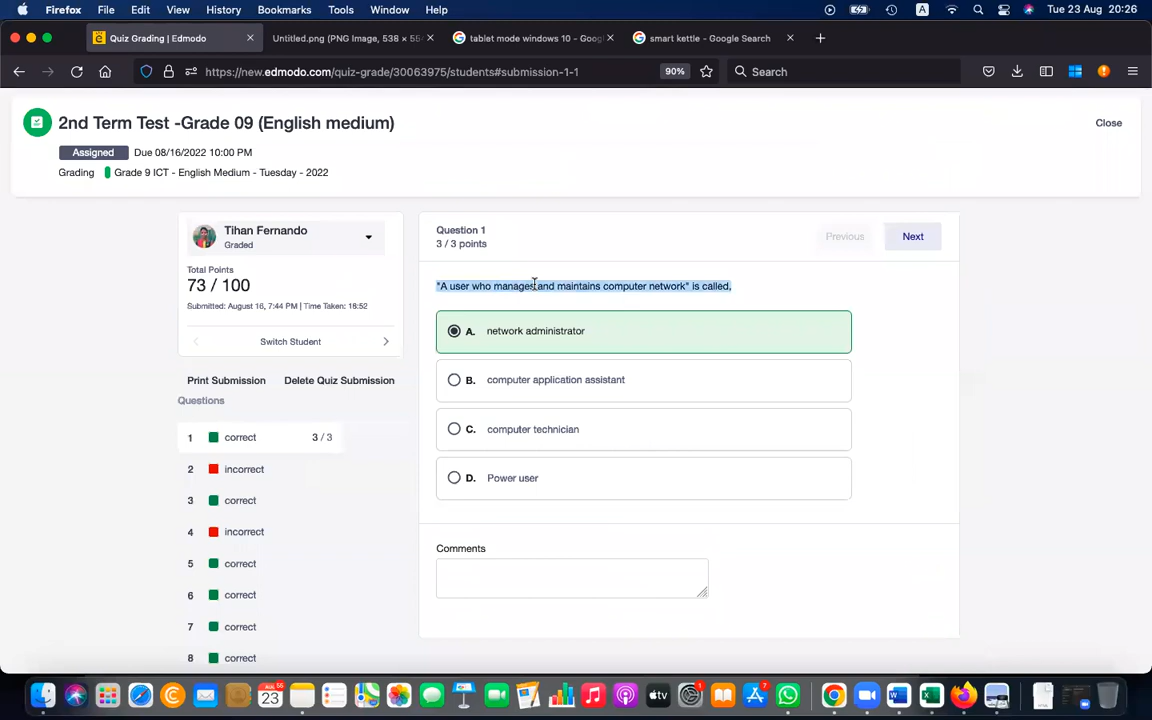 Firefox File Edit View History Bookmarks Tools Window Help A Tue 23 Aug 20:26
Quiz Grading | Edmodo Untitled.png (PNG Image, 538 × 55 tablet mode windows 10 - Goog smart kettle - Google Search
https://new.edmodo.com/quiz-grade/30063975/students#submission-1-1 90% Search
2nd Term Test -Grade 09 (English medium) Close
Assigned Due 08/16/2022 10:00 PM
Grading Grade 9 ICT - English Medium - Tuesday - 2022
Tihan Fernando
Graded
Total Points
73 / 100
Submitted: August 16, 7:44 PM | Time Taken: 18:52
Switch Student
Print Submission Delete Quiz Submission
Questions
1 correct 3 / 3
2 incorrect
3 correct
4 incorrect
5 correct
6 correct
7 correct
8 correct
Question 1
3 / 3 points
Previous Next
"A user who manages and maintains computer network" is called,
A. network administrator
B. computer application assistant
C. computer technician
D. Power user
Comments
23
tv